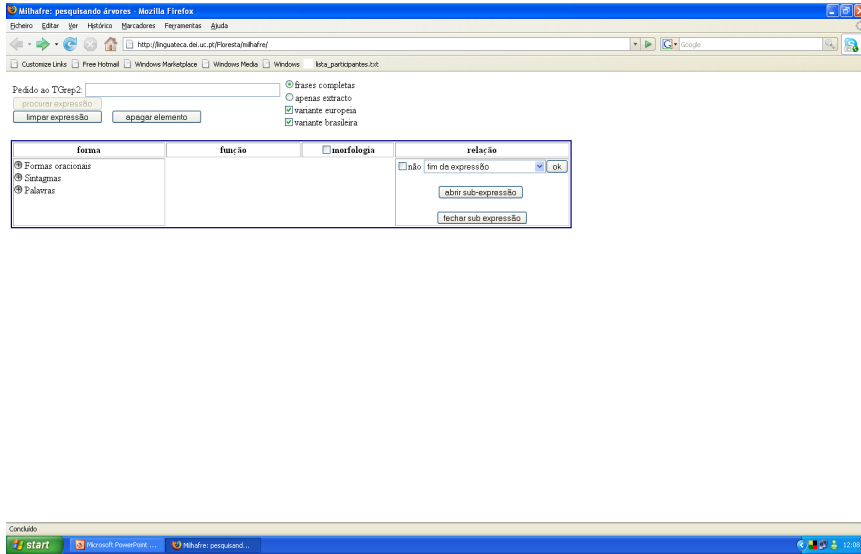 Milhafre: pesquisando árvores - Mozilla Firefox
Ficheiro Editar Ver Histórico Marcadores Ferramentas Ajuda
http://linguateca.dei.uc.pt/Floresta/milhafre/ Google
Customize Links Free Hotmail Windows Marketplace Windows Media Windows lista_participantes.txt
Pedido ao TGrep2: frases completas
procurar expressão apenas extracto
limpar expressão apagar elemento variante europeia
variante brasileira
forma função morfologia relação
Formas oracionais não fim da expressão ok
Sintagmas
Palavras abrir sub-expressão
fechar sub expressão
Concluído
start Microsoft PowerPoint ... Milhafre: pesquisand... 12:08